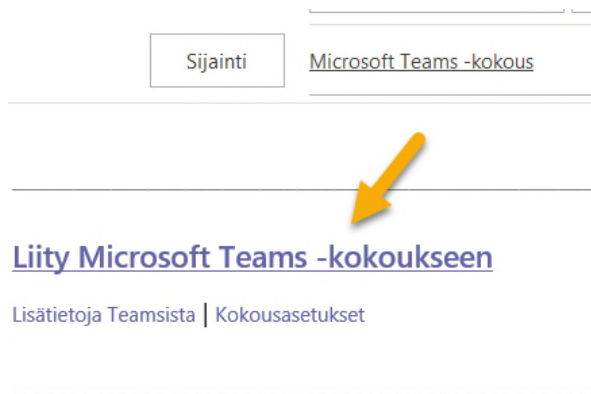 Sijainti Microsoft Teams -kokous
Liity Microsoft Teams -kokoukseen
Lisätietoja Teamsista | Kokousasetukset